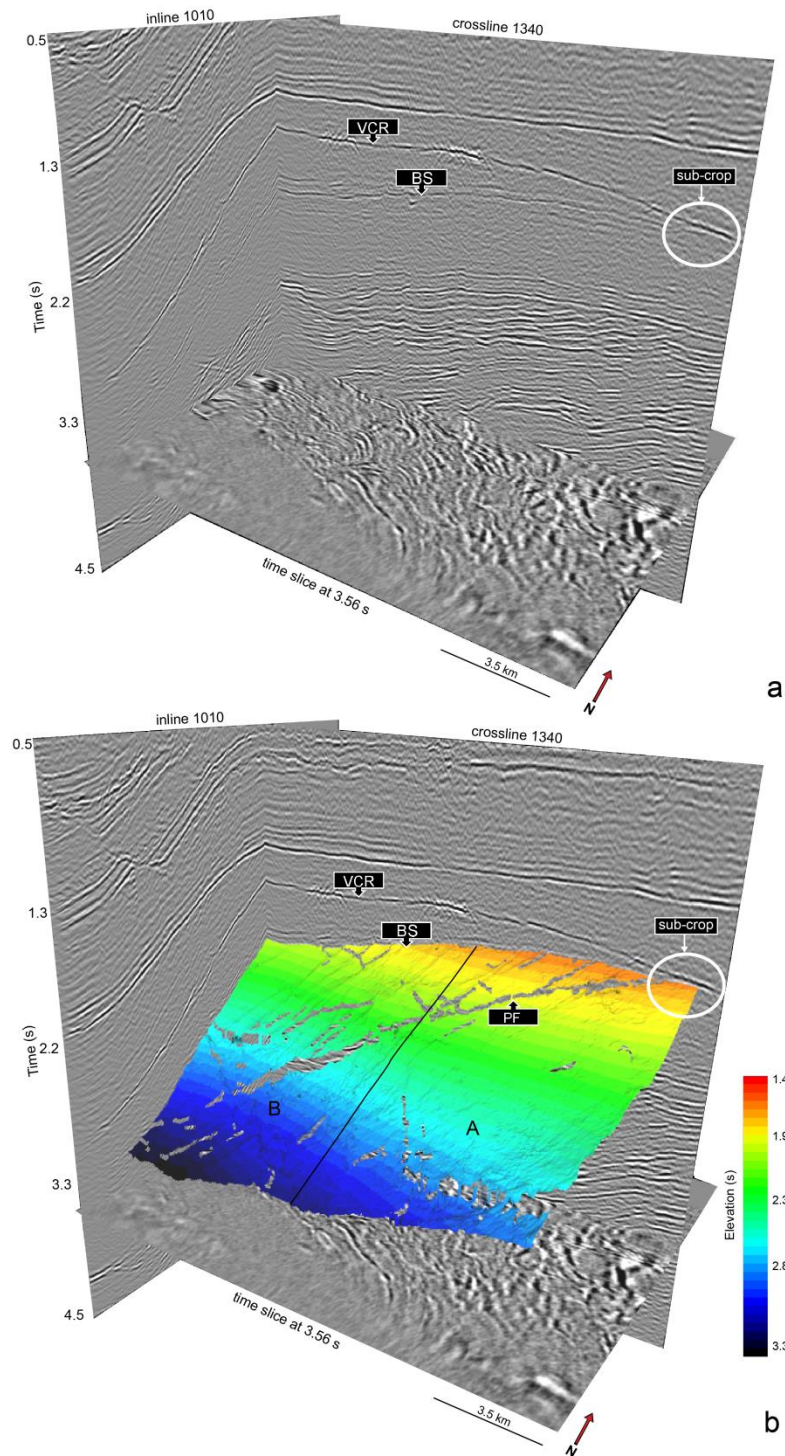 inline 1010
crossline 1340
0.5
VCR
1.3
BS
sub-crop
Time (s)
2.2
3.3
4.5
time slice at 3.56 s
3.5 km
N
a
inline 1010
crossline 1340
0.5
VCR
1.3
BS
sub-crop
PF
Time (s)
2.2
B
A
1.4
1.9
2.4
2.8
3.3
Elevation (s)
3.3
4.5
time slice at 3.56 s
3.5 km
N
b